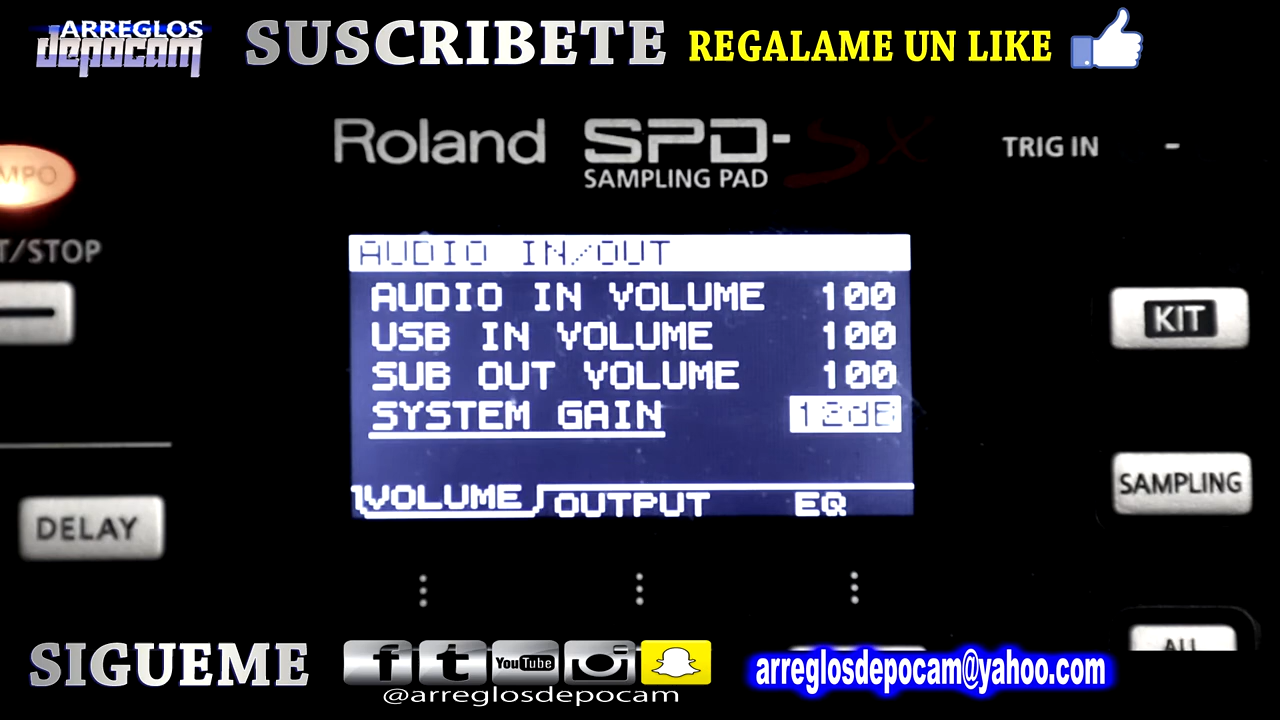 ARREGLOS
depocam
SUSCRIBETE
REGALAME UN LIKE
Roland SPD-SX
SAMPLING PAD
TRIG IN
T/STOP
AUDIO IN/OUT
AUDIO IN VOLUME 100
USB IN VOLUME 100
SUB OUT VOLUME 100
SYSTEM GAIN 12dB
VOLUME OUTPUT EQ
KIT
SAMPLING
DELAY
ALL
SIGUEME
f t YouTube
@arreglosdepocam
arreglosdepocam@yahoo.com